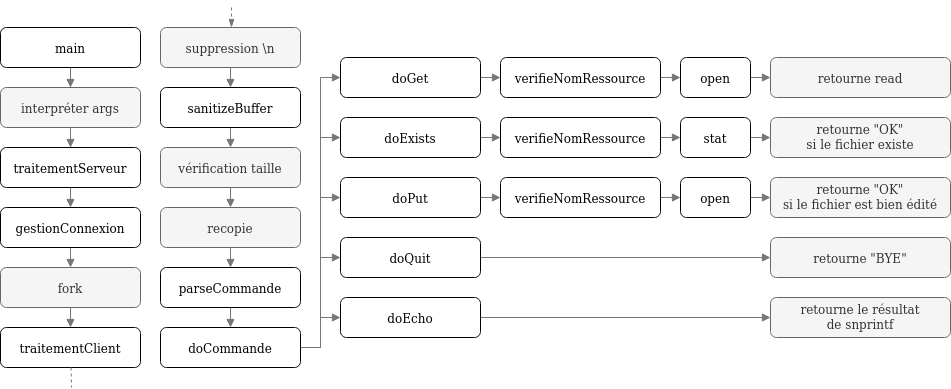 main
interpréter args
traitementServeur
gestionConnexion
fork
traitementClient
suppression \n
sanitizeBuffer
vérification taille
recopie
parseCommande
doCommande
doGet
verifieNomRessource
open
retourne read
doExists
verifieNomRessource
stat
retourne "OK"
si le fichier existe
doPut
verifieNomRessource
open
retourne "OK"
si le fichier est bien édité
doQuit
retourne "BYE"
doEcho
retourne le résultat
de snprintf